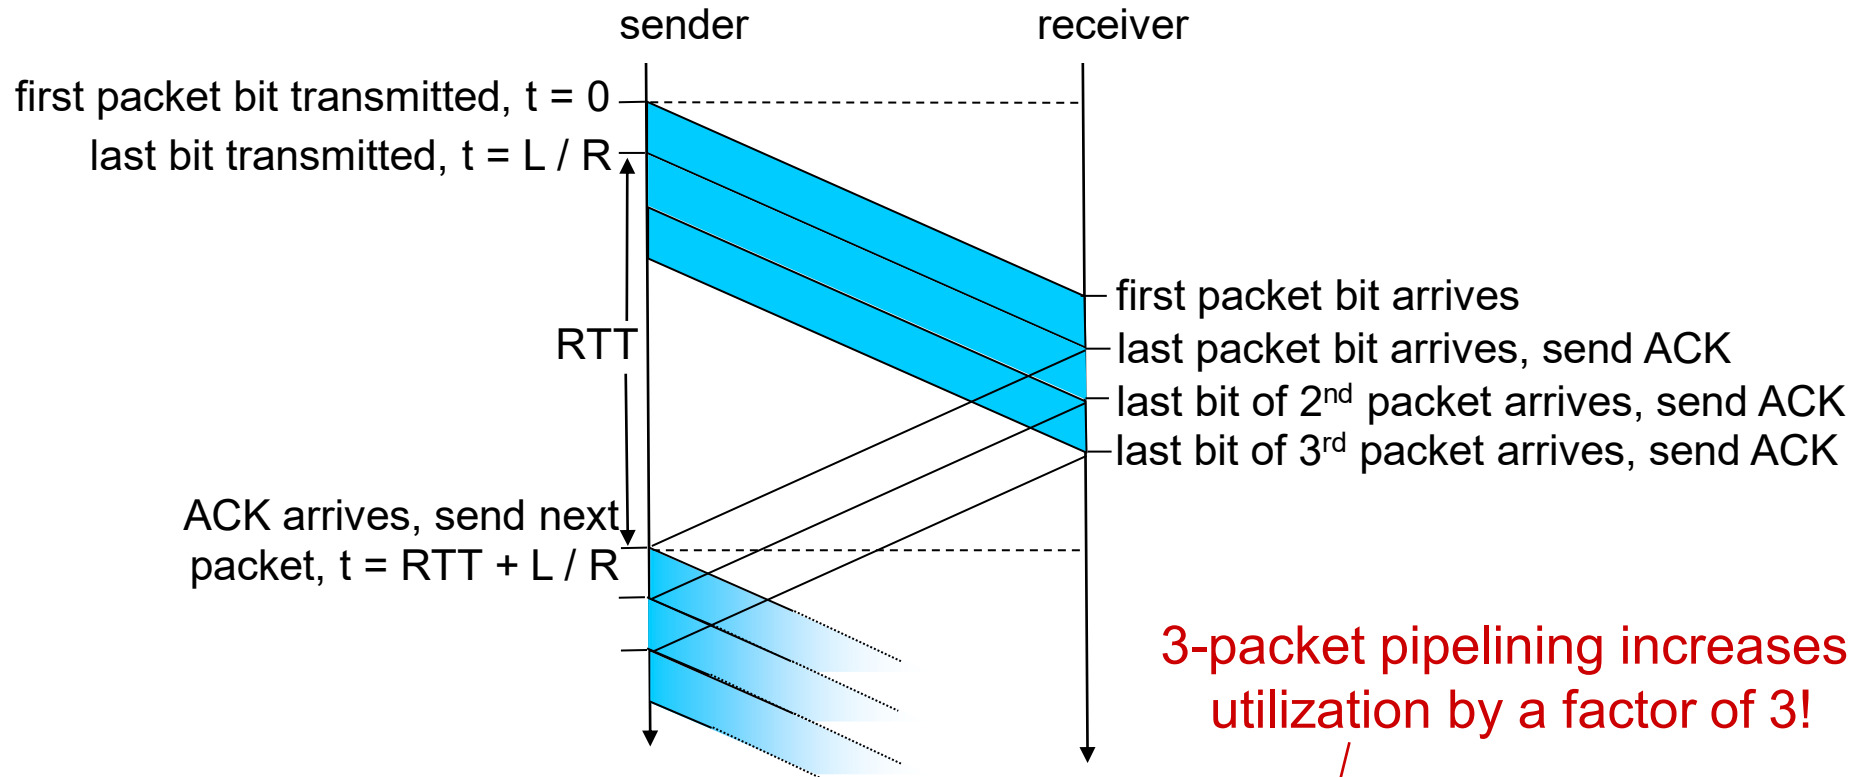 sender
receiver
first packet bit transmitted, t = 0
last bit transmitted, t = L / R
first packet bit arrives
RTT
last packet bit arrives, send ACK
last bit of 2nd packet arrives, send ACK
last bit of 3rd packet arrives, send ACK
ACK arrives, send next
packet, t = RTT + L / R
3-packet pipelining increases
utilization by a factor of 3!